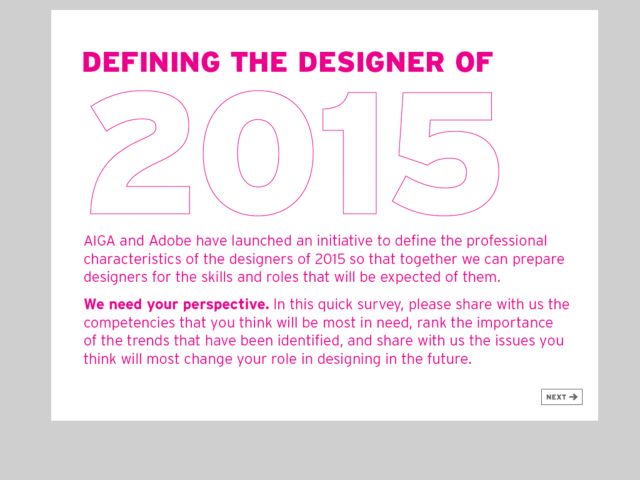 DEFINING THE DESIGNER OF
2015
AIGA and Adobe have launched an initiative to define the professional
characteristics of the designers of 2015 so that together we can prepare
designers for the skills and roles that will be expected of them.
We need your perspective. In this quick survey, please share with us the
competencies that you think will be most in need, rank the importance
of the trends that have been identified, and share with us the issues you
think will most change your role in designing in the future.
NEXT →